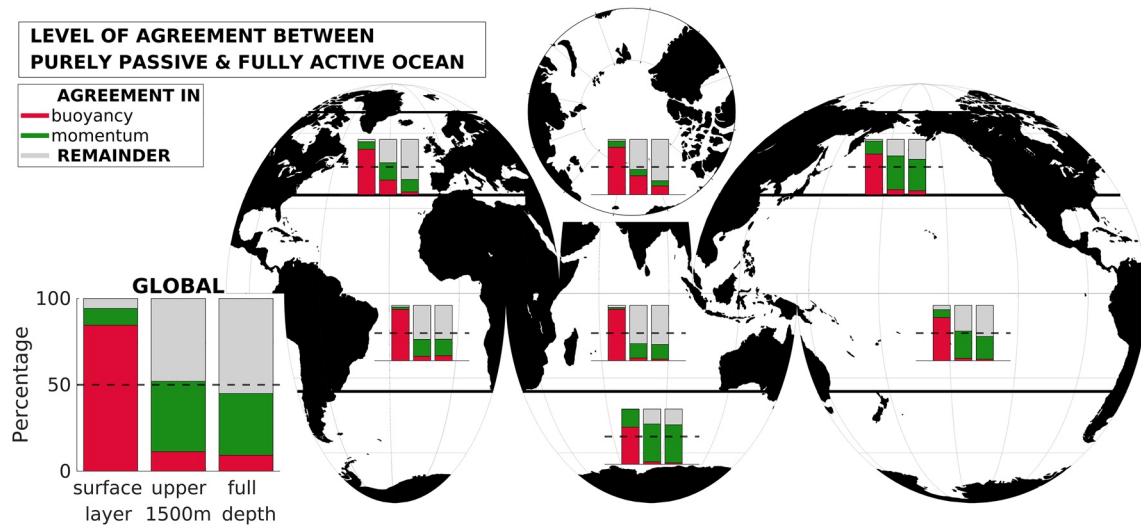 LEVEL OF AGREEMENT BETWEEN
PURELY PASSIVE & FULLY ACTIVE OCEAN
AGREEMENT IN
buoyancy
momentum
REMAINDER
GLOBAL
100
50
0
Percentage
surface layer
upper 1500m
full depth